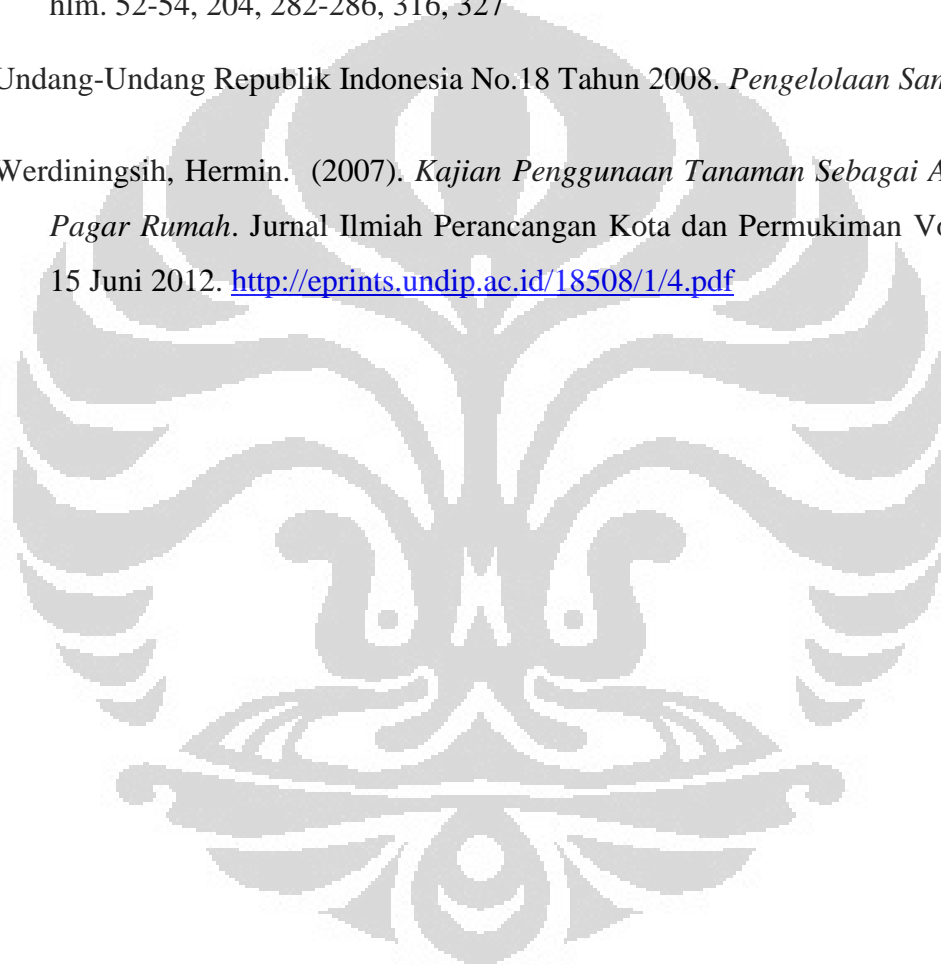 hlm. 52-54, 204, 282-286, 316, 327
Undang-Undang Republik Indonesia No.18 Tahun 2008. Pengelolaan
Werdiningsih, Hermin. (2007). Kajian Penggunaan Tanaman Sebagai
Pagar Rumah. Jurnal Ilmiah Perancangan Kota dan Permukiman
15 Juni 2012. http://eprints.undip.ac.id/18508/1/4.pdf